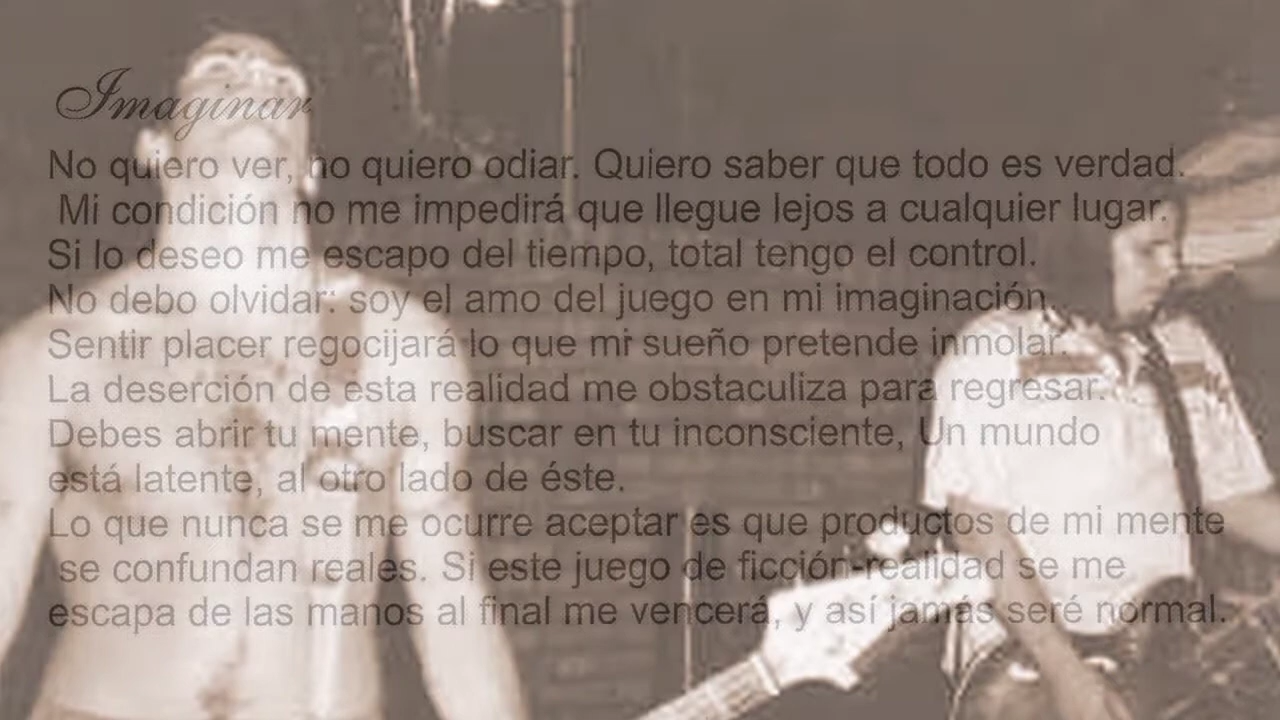 Imaginar
No quiero ver, no quiero odiar. Quiero saber que todo es verdad.
Mi condición no me impedirá que llegue lejos a cualquier lugar.
Si lo deseo me escapo del tiempo, total tengo el control.
No debo olvidar: soy el amo del juego en mi imaginación.
Sentir placer regocijará lo que mi sueño pretende inmolar.
La deserción de esta realidad me obstaculiza para regresar.
Debes abrir tu mente, buscar en tu inconsciente, Un mundo
está latente, al otro lado de éste.
Lo que nunca se me ocurre aceptar es que productos de mi mente
se confundan reales. Si este juego de ficción-realidad se me
escapa de las manos al final me vencerá, y así jamás seré normal.